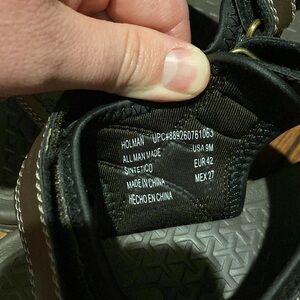 HOLMAN UPC#889260761063
ALL MAN MADE USA 9M
SINTETICO EUR 42
MADE IN CHINA MEX 27
HECHO EN CHINA